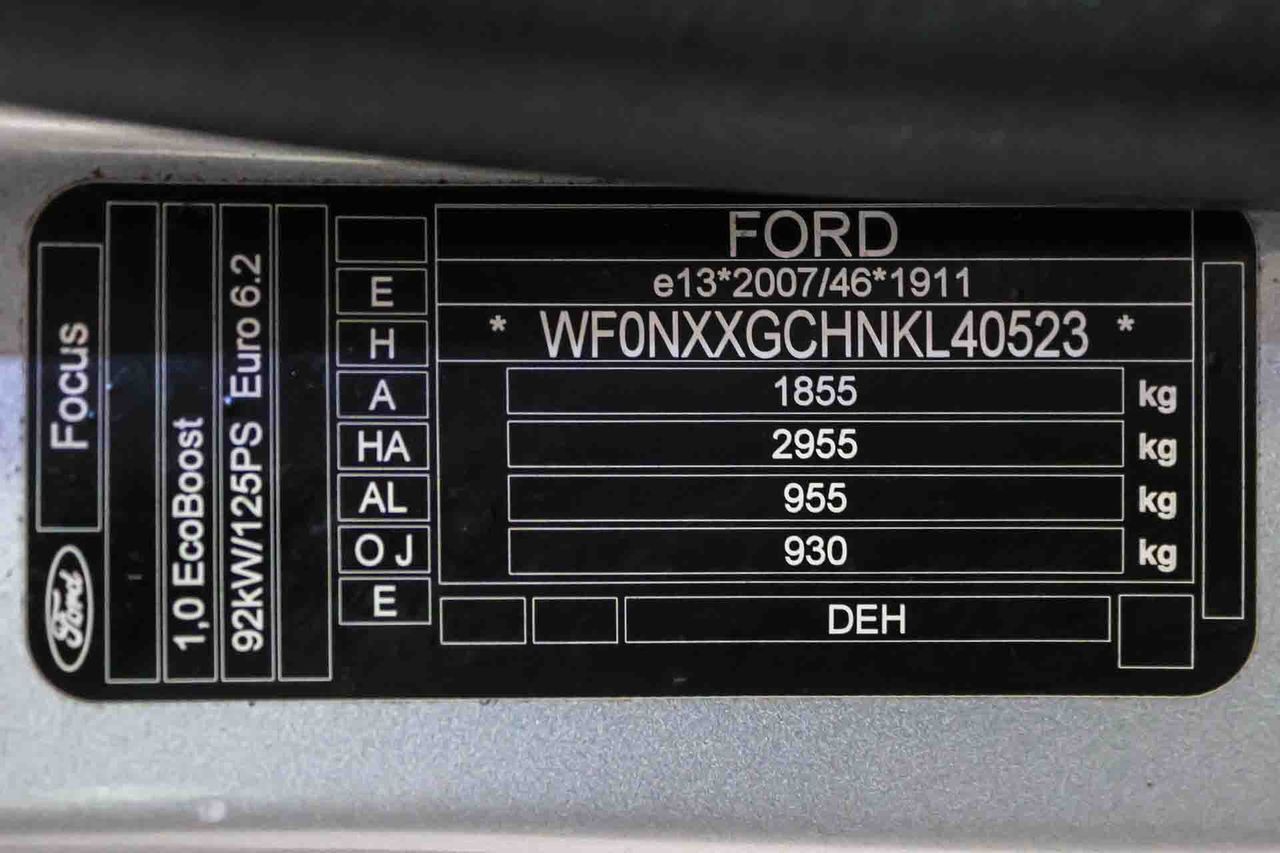 Focus
Ford
1,0 EcoBoost
92kW/125PS Euro 6.2
E
H
A
HA
AL
O J
E
FORD
e13*2007/46*1911
* WF0NXXGCHNKL40523 *
1855 kg
2955 kg
955 kg
930 kg
DEH